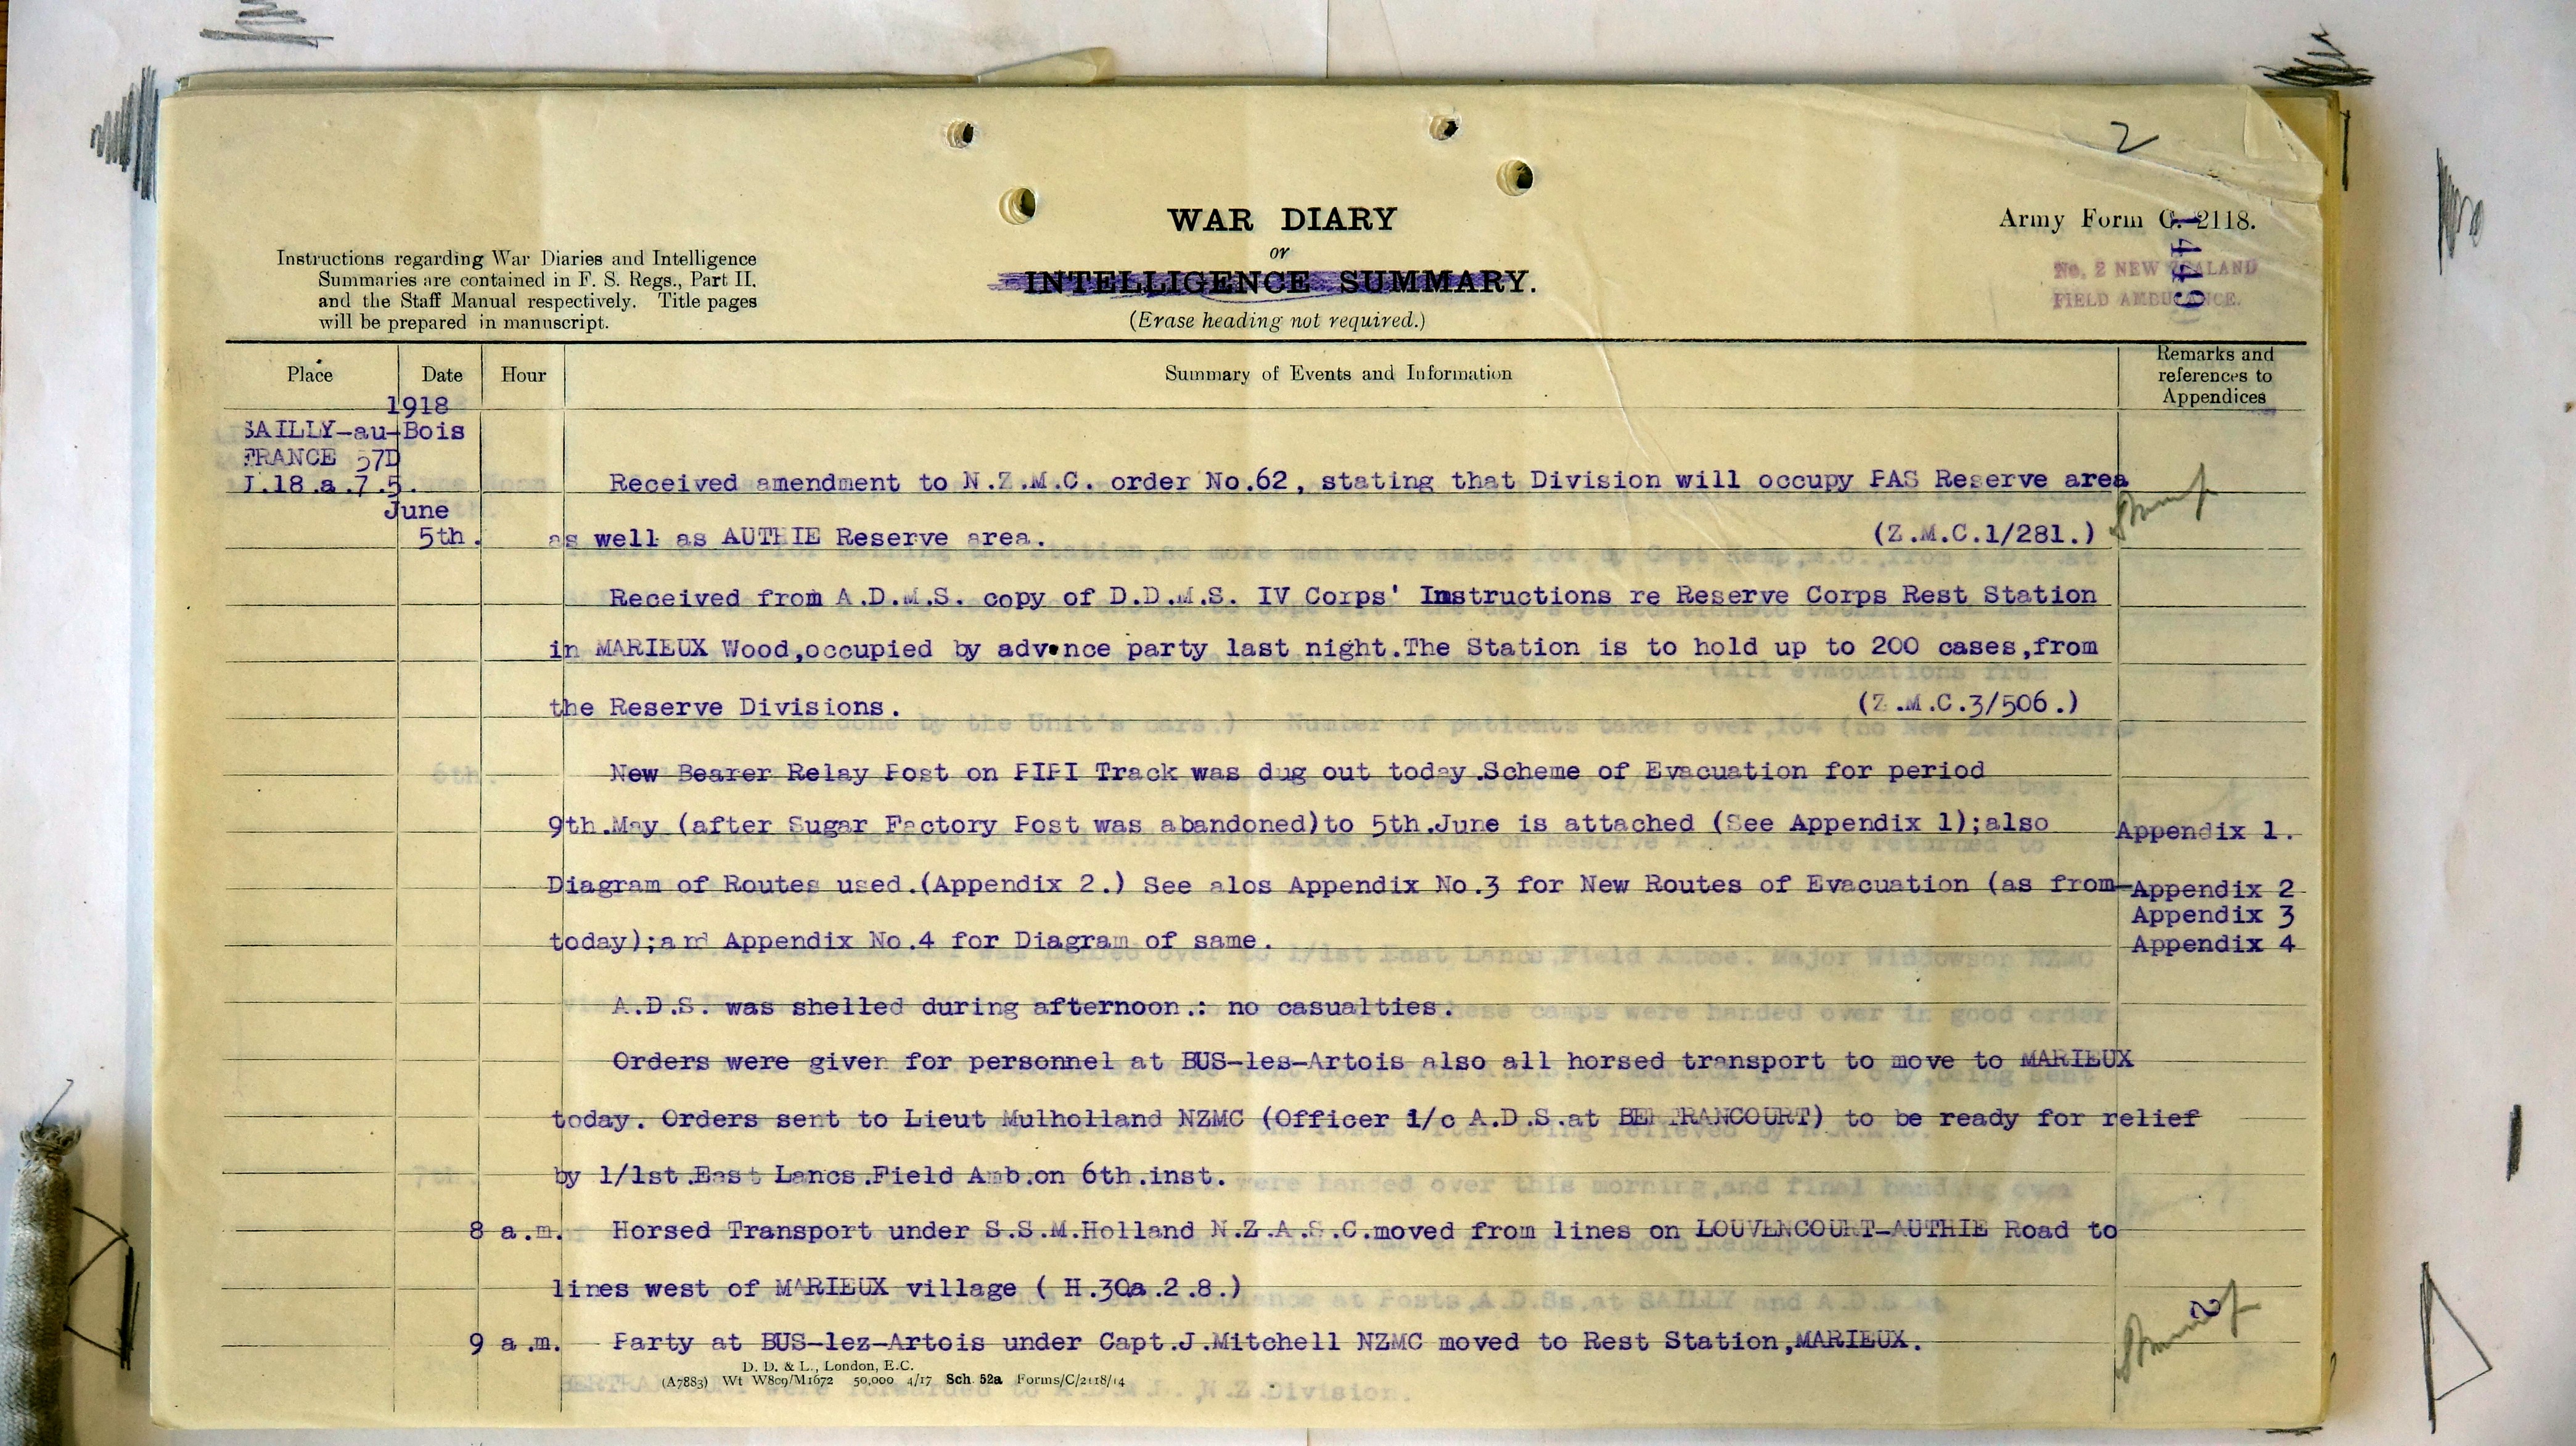 2
WAR DIARY
Army Form C. 2118.
or
INTELLIGENCE SUMMARY.
(Erase heading not required.)
Instructions regarding War Diaries and Intelligence
Summaries are contained in F. S. Regs., Part II.
and the Staff Manual respectively. Title pages
will be prepared in manuscript.
1449
No. 2 NEW ZEALAND
FIELD AMBULANCE.
Place Date Hour Summary of Events and Information Remarks and
references to
Appendices
1918
SAILLY-au-Bois
FRANCE 57D
J.18.a.7.5. Received amendment to N.Z.M.C. order No.62, stating that Division will occupy PAS Reserve area
June
5th. as well as AUTHIE Reserve area. (Z.M.C.1/281.)
Received from A.D.M.S. copy of D.D.M.S. IV Corps' Instructions re Reserve Corps Rest Station
in MARIEUX Wood,occupied by advance party last night.The Station is to hold up to 200 cases,from
the Reserve Divisions. (Z.M.C.3/506.)
New Bearer Relay Post on PIPI Track was dug out today.Scheme of Evacuation for period
9th.May (after Sugar Factory Post was abandoned)to 5th.June is attached (See Appendix 1);also Appendix 1.
Diagram of Routes used.(Appendix 2.) See alos Appendix No.3 for New Routes of Evacuation (as from Appendix 2
Appendix 3
today);and Appendix No.4 for Diagram of same. Appendix 4
A.D.S. was shelled during afternoon.: no casualties.
Orders were given for personnel at BUS-les-Artois also all horsed transport to move to MARIEUX
today. Orders sent to Lieut Mulholland NZMC (Officer i/c A.D.S.at BERTRANCOURT) to be ready for relief
by 1/1st.East Lancs.Field Amb.on 6th.inst.
8 a.m. Horsed Transport under S.S.M.Holland N.Z.A.S.C.moved from lines on LOUVENCOURT-AUTHIE Road to
lines west of MARIEUX village ( H.30a.2.8.)
9 a.m. Party at BUS-lez-Artois under Capt.J.Mitchell NZMC moved to Rest Station,MARIEUX.
2
D. D. & L., London, E.C.
(A7883) Wt W809/M1672 50,000 4/17 Sch. 52a Forms/C/2118/14